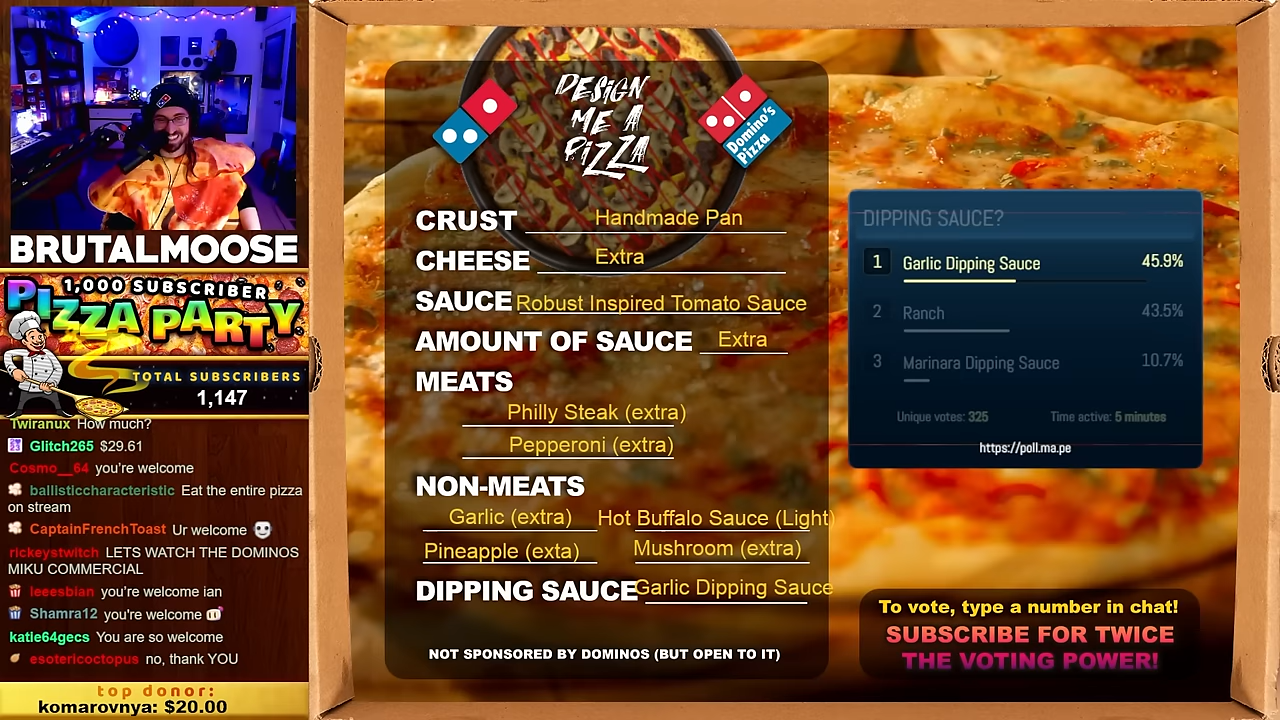 BRUTALMOOSE
1,000 SUBSCRIBER
PIZZA PARTY
TOTAL SUBSCRIBERS
1,147
Twiranux How much?
Glitch265 $29.61
Cosmo__64 you're welcome
ballisticcharacteristic Eat the entire pizza
on stream
CaptainFrenchToast Ur welcome
rickeystwitch LETS WATCH THE DOMINOS
MIKU COMMERCIAL
leeesbian you're welcome ian
Shamra12 you're welcome
katie64gecs You are so welcome
esotericoctopus no, thank YOU
top donor:
komarovnya: $20.00
DESIGN
ME A
PIZZA
Domino's
Pizza
CRUST Handmade Pan
CHEESE Extra
SAUCE Robust Inspired Tomato Sauce
AMOUNT OF SAUCE Extra
MEATS
Philly Steak (extra)
Pepperoni (extra)
NON-MEATS
Garlic (extra) Hot Buffalo Sauce (Light)
Pineapple (exta) Mushroom (extra)
DIPPING SAUCE Garlic Dipping Sauce
NOT SPONSORED BY DOMINOS (BUT OPEN TO IT)
DIPPING SAUCE?
1 Garlic Dipping Sauce 45.9%
2 Ranch 43.5%
3 Marinara Dipping Sauce 10.7%
Unique votes: 325 Time active: 5 minutes
https://poll.ma.pe
To vote, type a number in chat!
SUBSCRIBE FOR TWICE
THE VOTING POWER!